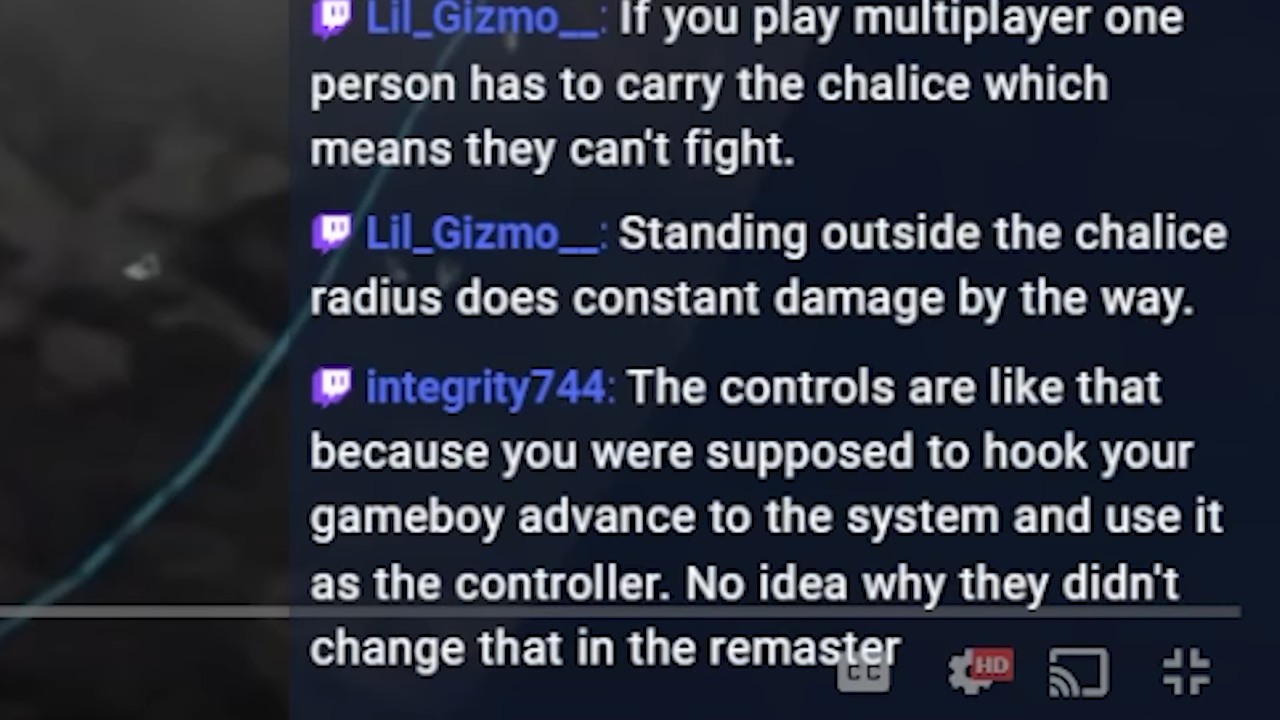 Lil_Gizmo__: If you play multiplayer one
person has to carry the chalice which
means they can't fight.
Lil_Gizmo__: Standing outside the chalice
radius does constant damage by the way.
integrity744: The controls are like that
because you were supposed to hook your
gameboy advance to the system and use it
as the controller. No idea why they didn't
change that in the remaster
CC HD